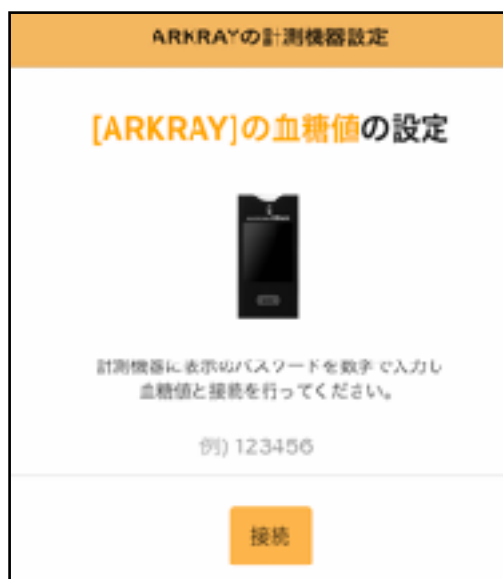 ARKRAYの計測機器設定
[ARKRAY]の血糖値の設定
計測機器に表示のパスワードを数字で入力し
血糖値と接続を行ってください。
例) 123456
接続